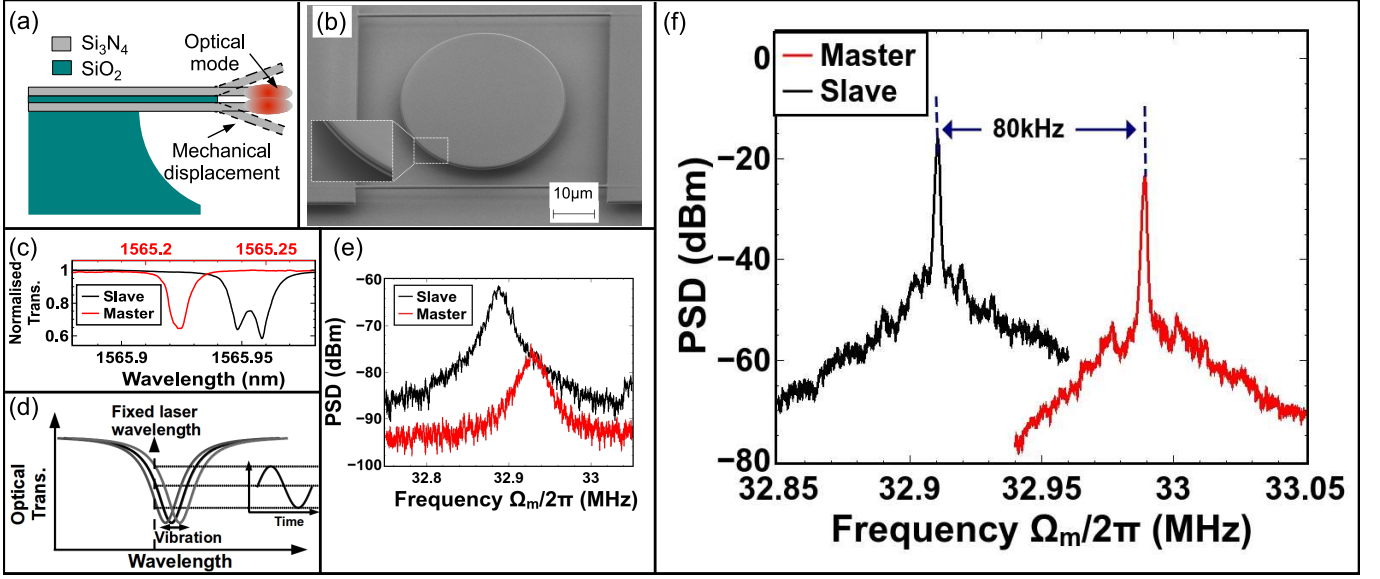 (a)
Si3N4
SiO2
Optical
mode
Mechanical
displacement
(b)
10µm
(c)
1565.2 1565.25
Normalised
Trans.
1
0.8
0.6
Slave
Master
1565.9 1565.95
Wavelength (nm)
(d)
Fixed laser
wavelength
Optical
Trans.
Time
Vibration
Wavelength
(e)
PSD (dBm)
−60
−70
−80
−90
−100
Slave
Master
32.8 32.9 33
Frequency Ωm/2π (MHz)
(f)
PSD (dBm)
0
−20
−40
−60
−80
Master
Slave
80kHz
32.85 32.9 32.95 33 33.05
Frequency Ωm/2π (MHz)